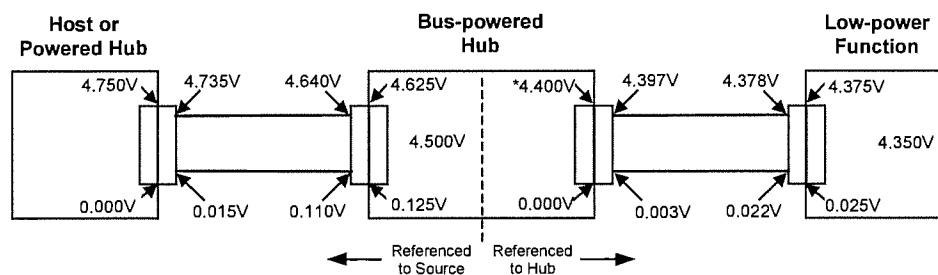 Host or
Powered Hub
Bus-powered
Hub
Low-power
Function
4.750V
4.735V
4.640V
4.625V
*4.400V
4.397V
4.378V
4.375V
4.500V
4.350V
0.000V
0.015V
0.110V
0.125V
0.000V
0.003V
0.022V
0.025V
Referenced
to Source
Referenced
to Hub